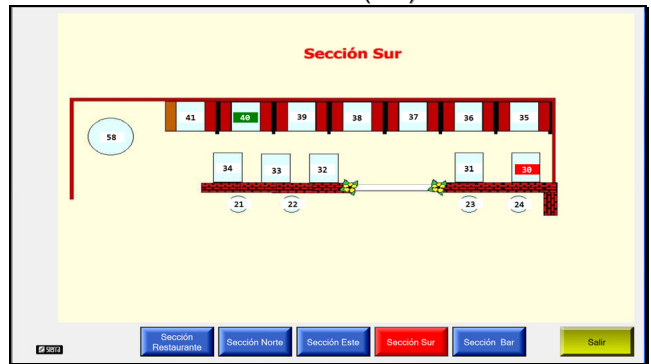 Sección Sur
41
40
39
38
37
36
35
58
34
33
32
31
30
21
22
23
24
Sección
Restaurante
Sección Norte
Sección Este
Sección Sur
Sección Bar
Salir
sierra